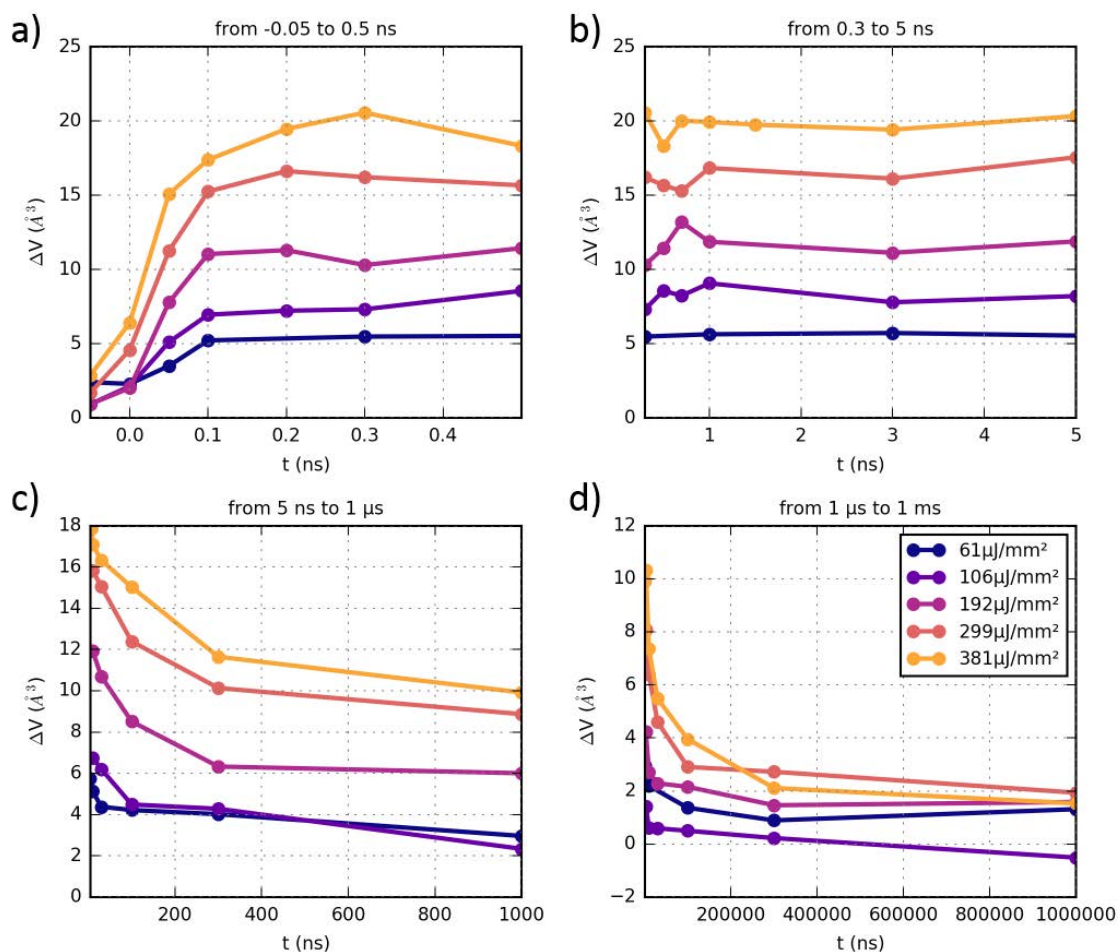 a)
from -0.05 to 0.5 ns
25
20
15
10
5
0
ΔV (Å³)
0.0 0.1 0.2 0.3 0.4
t (ns)
b)
from 0.3 to 5 ns
25
20
15
10
5
0
ΔV (Å³)
1 2 3 4 5
t (ns)
c)
from 5 ns to 1 µs
18
16
14
12
10
8
6
4
2
0
ΔV (Å³)
200 400 600 800 1000
t (ns)
d)
from 1 µs to 1 ms
12
10
8
6
4
2
0
−2
ΔV (Å³)
200000 400000 600000 800000 1000000
t (ns)
61µJ/mm²
106µJ/mm²
192µJ/mm²
299µJ/mm²
381µJ/mm²